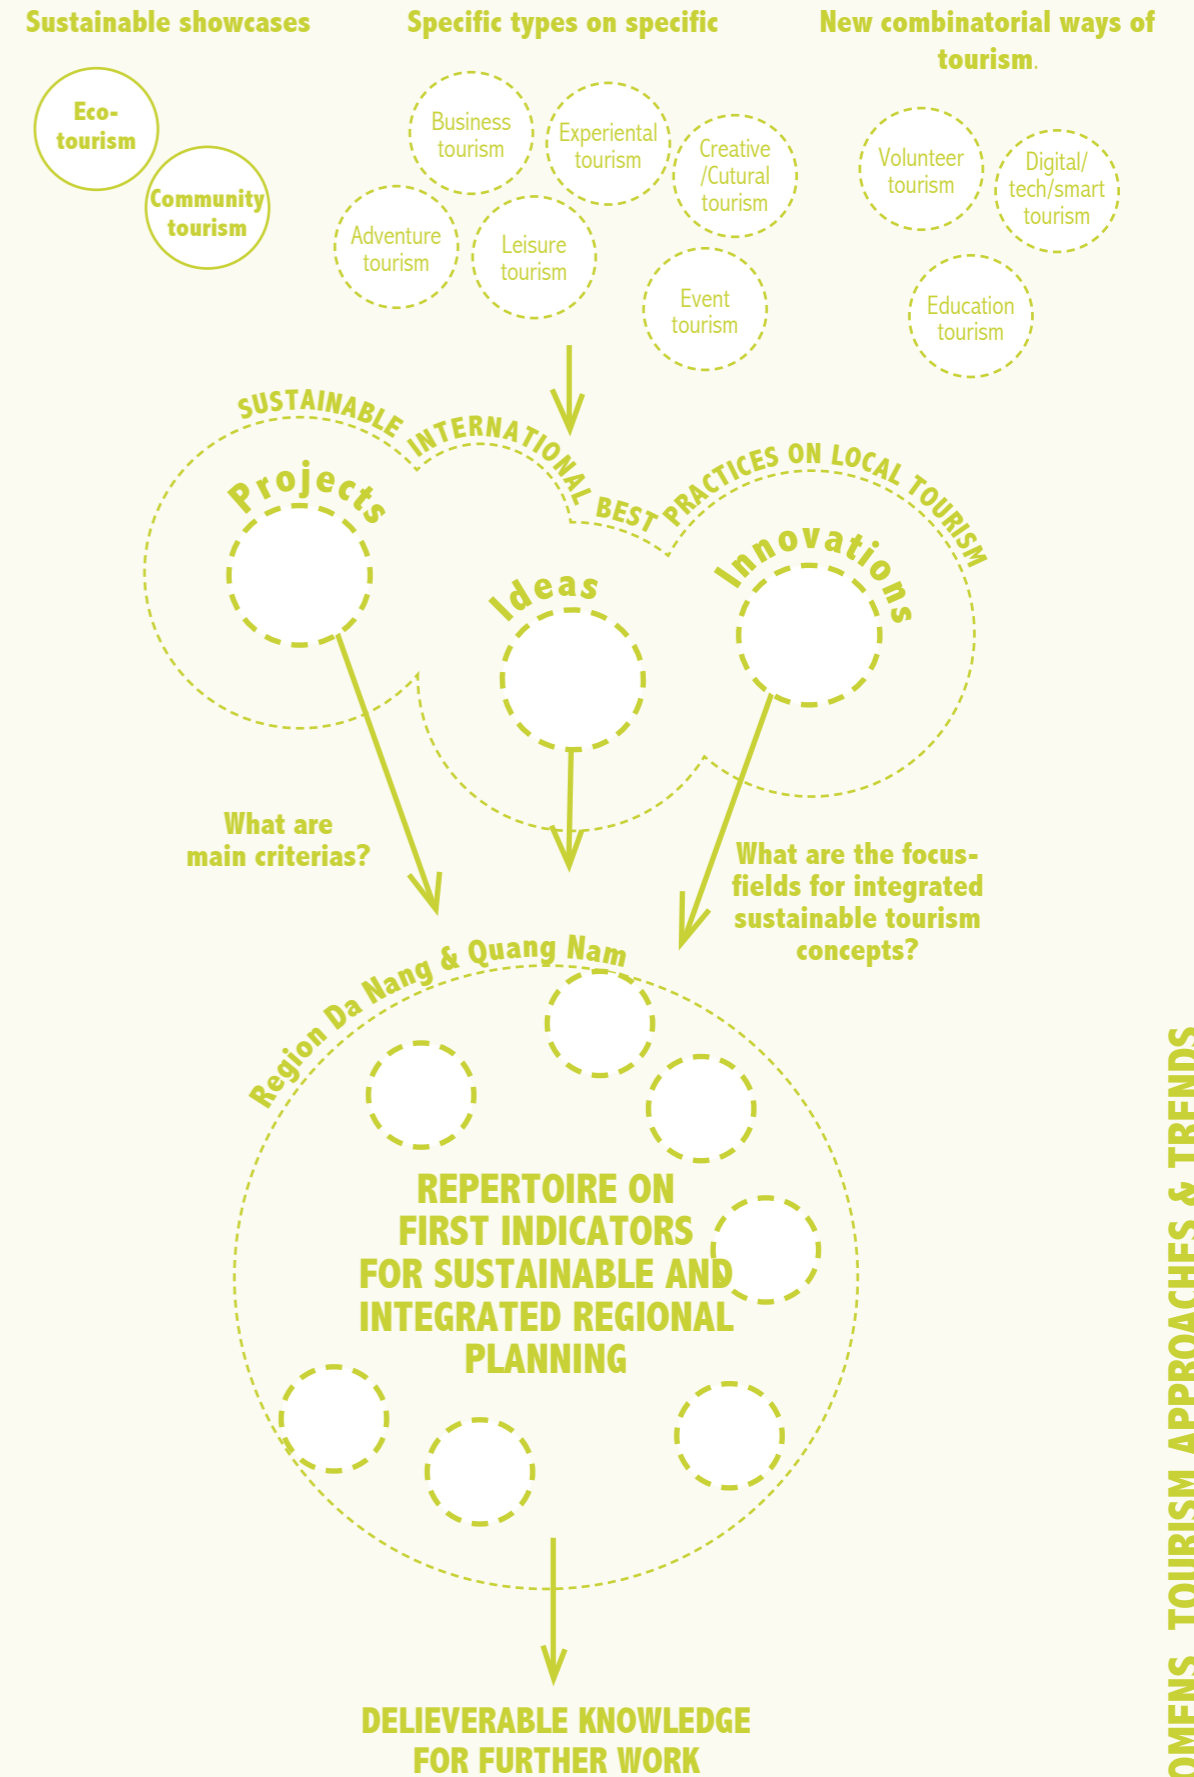 Sustainable showcases
Specific types on specific
New combinatorial ways of
tourism.
Eco-
tourism
Community
tourism
Business
tourism
Experiental
tourism
Creative
/Cutural
tourism
Adventure
tourism
Leisure
tourism
Event
tourism
Volunteer
tourism
Digital/
tech/smart
tourism
Education
tourism
SUSTAINABLE INTERNATIONAL BEST PRACTICES ON LOCAL TOURISM
Projects
Ideas
Innovations
What are
main criterias?
What are the focus-
fields for integrated
sustainable tourism
concepts?
Region Da Nang & Quang Nam
REPERTOIRE ON
FIRST INDICATORS
FOR SUSTAINABLE AND
INTEGRATED REGIONAL
PLANNING
DELIEVERABLE KNOWLEDGE
FOR FURTHER WORK
TOURISM APPROACHES & TRENDS